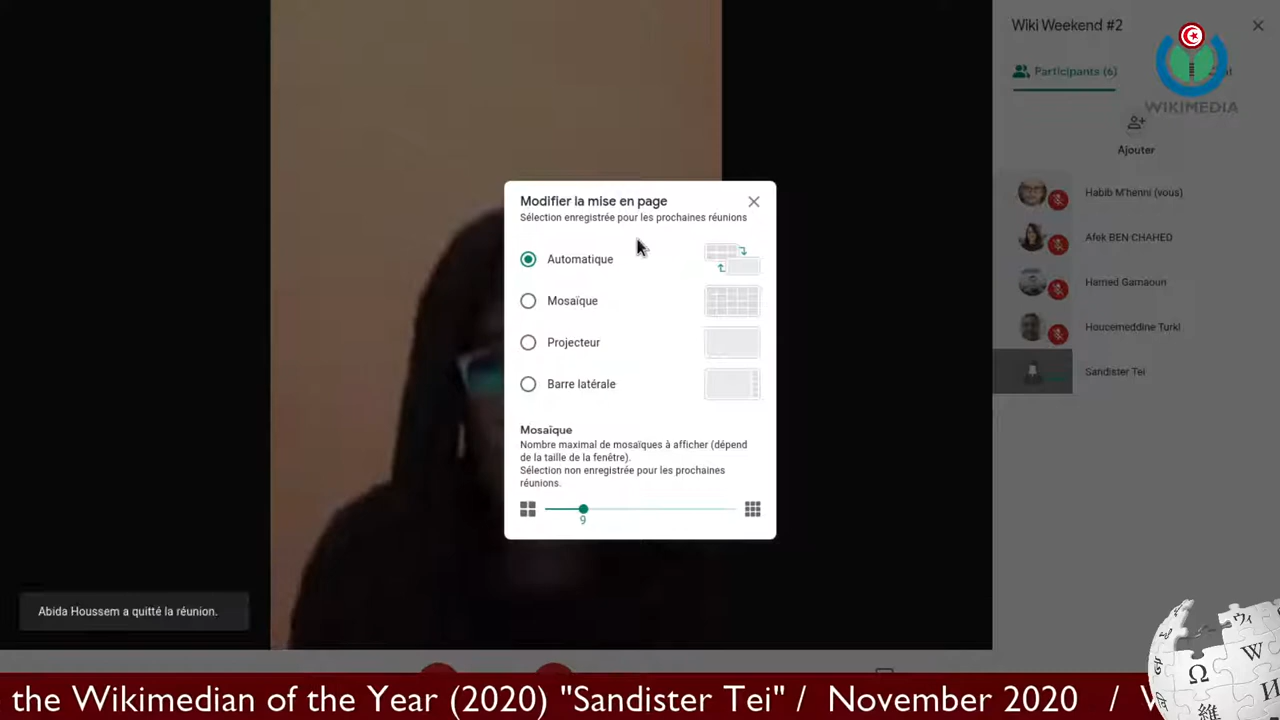 Wiki Weekend #2
Participants (6)
WIKIMEDIA
Ajouter
Habib M'henni (vous)
Afek BEN CHAHED
Hamed Gamaoun
Houcemeddine Turki
Sandister Tei
Modifier la mise en page
Sélection enregistrée pour les prochaines réunions
Automatique
Mosaïque
Projecteur
Barre latérale
Mosaïque
Nombre maximal de mosaïques à afficher (dépend
de la taille de la fenêtre).
Sélection non enregistrée pour les prochaines
réunions.
9
Abida Houssem a quitté la réunion.
the Wikimedian of the Year (2020) "Sandister Tei" / November 2020 /
Ω
W
И
維
ウィ